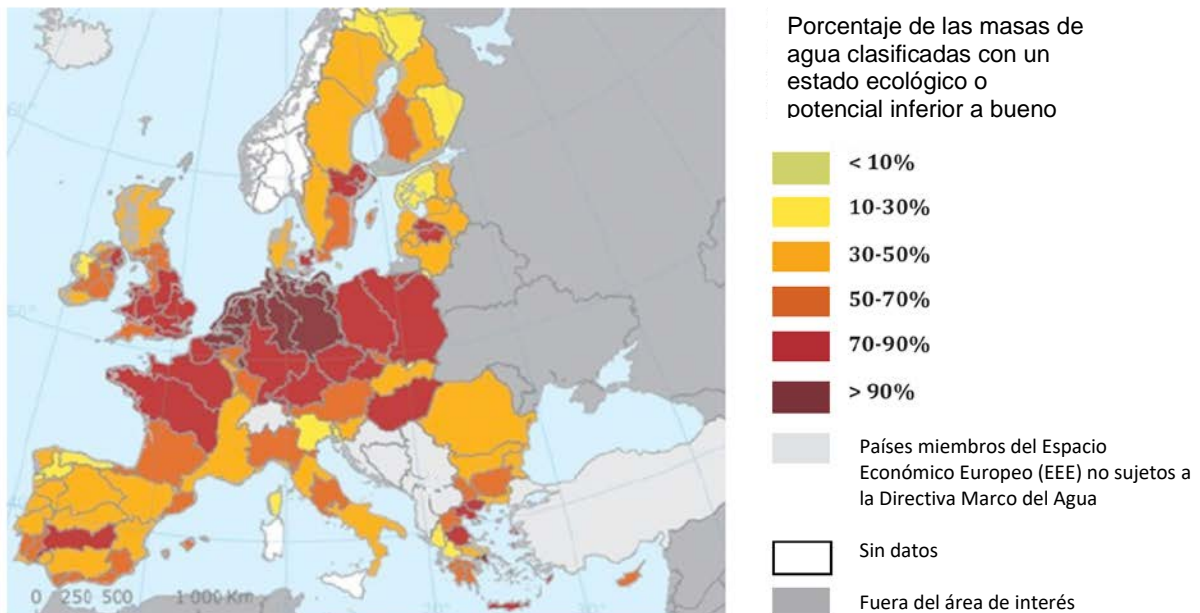 Porcentaje de las masas de
agua clasificadas con un
estado ecológico o
potencial inferior a bueno
< 10%
10-30%
30-50%
50-70%
70-90%
> 90%
Países miembros del Espacio
Económico Europeo (EEE) no sujetos a
la Directiva Marco del Agua
Sin datos
Fuera del área de interés
0 250 500 1 000 Km